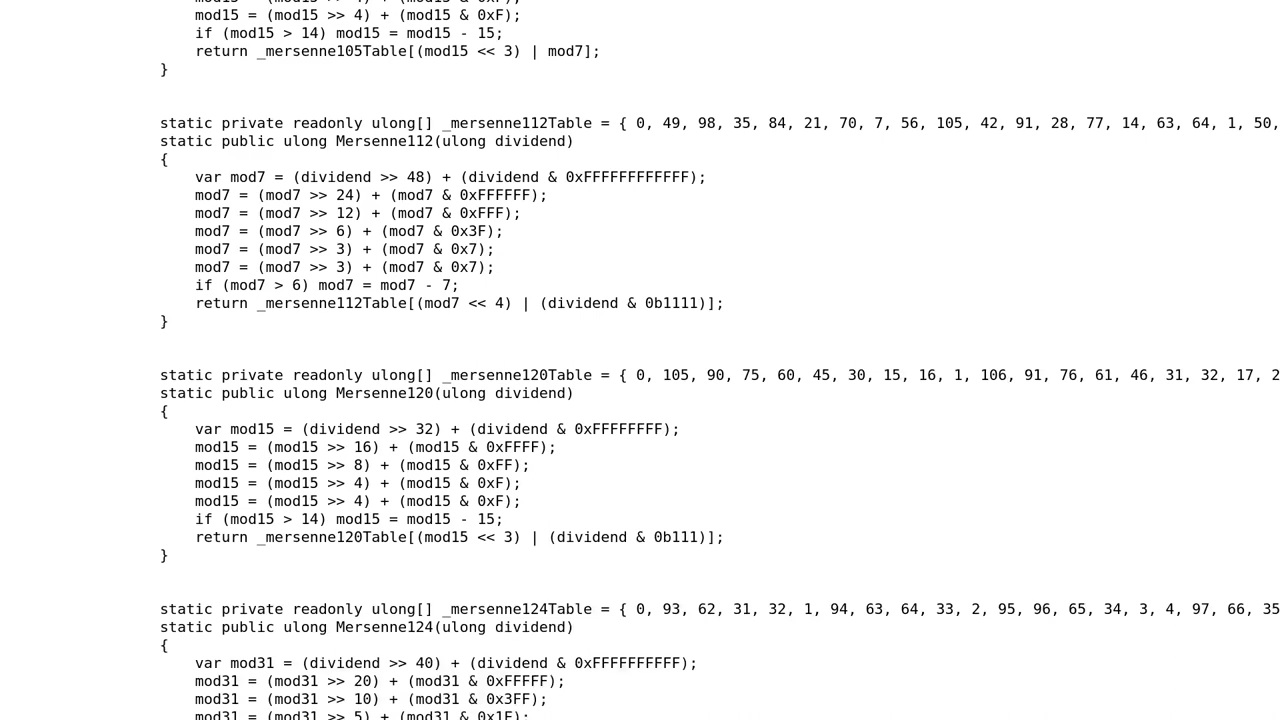 mod15 = (mod15 >> 4) + (mod15 & 0xF);
if (mod15 > 14) mod15 = mod15 - 15;
return _mersenne105Table[(mod15 << 3) | mod7];
}
static private readonly ulong[] _mersenne112Table = { 0, 49, 98, 35, 84, 21, 70, 7, 56, 105, 42, 91, 28, 77, 14, 63, 64, 1, 50,
static public ulong Mersenne112(ulong dividend)
{
var mod7 = (dividend >> 48) + (dividend & 0xFFFFFFFFFFFF);
mod7 = (mod7 >> 24) + (mod7 & 0xFFFFFF);
mod7 = (mod7 >> 12) + (mod7 & 0xFFF);
mod7 = (mod7 >> 6) + (mod7 & 0x3F);
mod7 = (mod7 >> 3) + (mod7 & 0x7);
mod7 = (mod7 >> 3) + (mod7 & 0x7);
if (mod7 > 6) mod7 = mod7 - 7;
return _mersenne112Table[(mod7 << 4) | (dividend & 0b1111)];
}
static private readonly ulong[] _mersenne120Table = { 0, 105, 90, 75, 60, 45, 30, 15, 16, 1, 106, 91, 76, 61, 46, 31, 32, 17, 2
static public ulong Mersenne120(ulong dividend)
{
var mod15 = (dividend >> 32) + (dividend & 0xFFFFFFFF);
mod15 = (mod15 >> 16) + (mod15 & 0xFFFF);
mod15 = (mod15 >> 8) + (mod15 & 0xFF);
mod15 = (mod15 >> 4) + (mod15 & 0xF);
mod15 = (mod15 >> 4) + (mod15 & 0xF);
if (mod15 > 14) mod15 = mod15 - 15;
return _mersenne120Table[(mod15 << 3) | (dividend & 0b111)];
}
static private readonly ulong[] _mersenne124Table = { 0, 93, 62, 31, 32, 1, 94, 63, 64, 33, 2, 95, 96, 65, 34, 3, 4, 97, 66, 35
static public ulong Mersenne124(ulong dividend)
{
var mod31 = (dividend >> 40) + (dividend & 0xFFFFFFFFFF);
mod31 = (mod31 >> 20) + (mod31 & 0xFFFFF);
mod31 = (mod31 >> 10) + (mod31 & 0x3FF);
mod31 = (mod31 >> 5) + (mod31 & 0x1F);